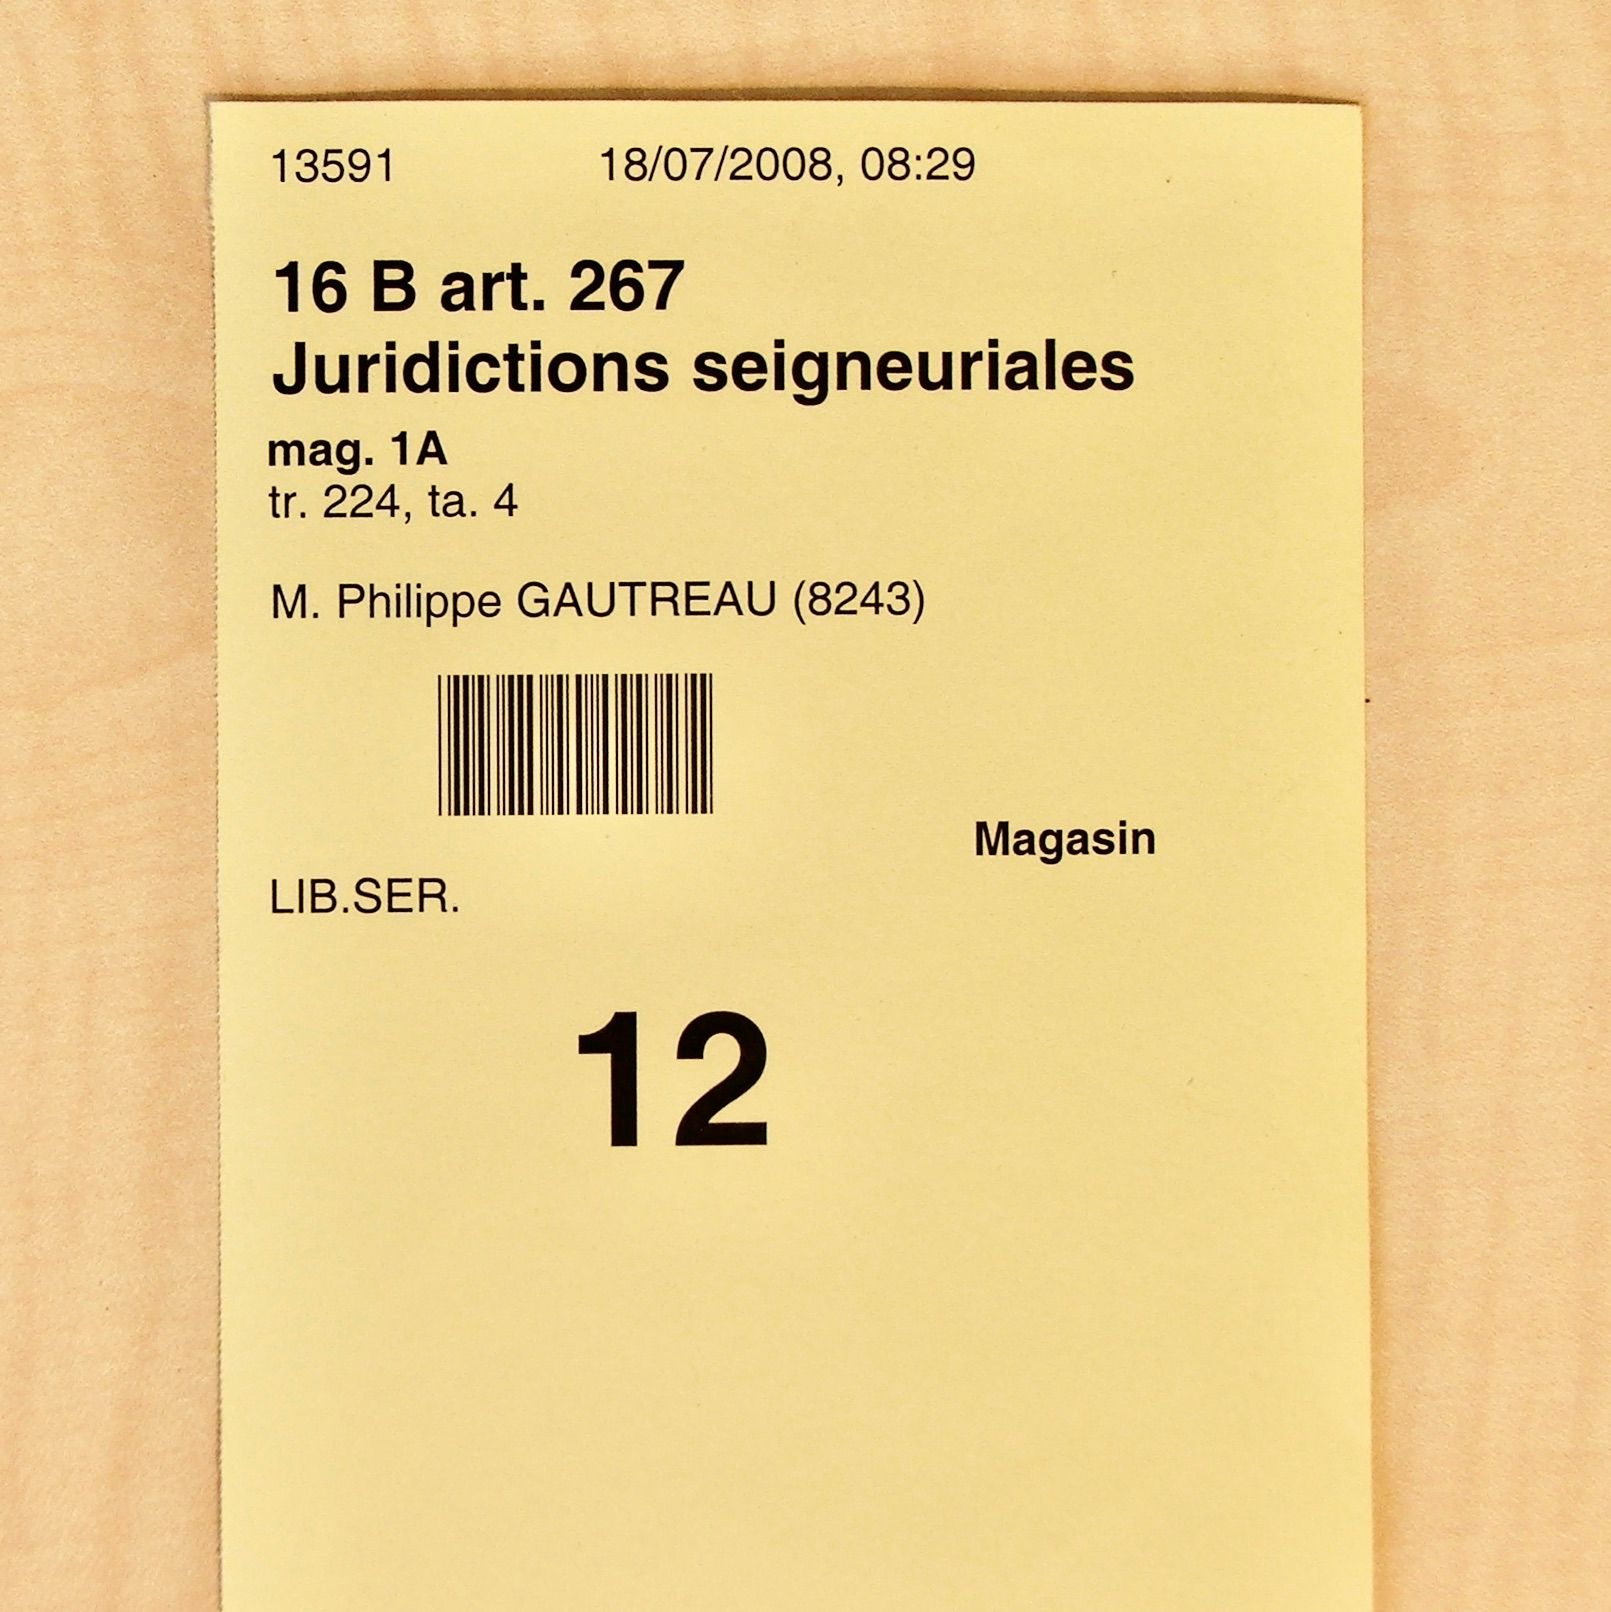 13591 18/07/2008, 08:29
16 B art. 267
Juridictions seigneuriales
mag. 1A
tr. 224, ta. 4
M. Philippe GAUTREAU (8243)
Magasin
LIB.SER.
12